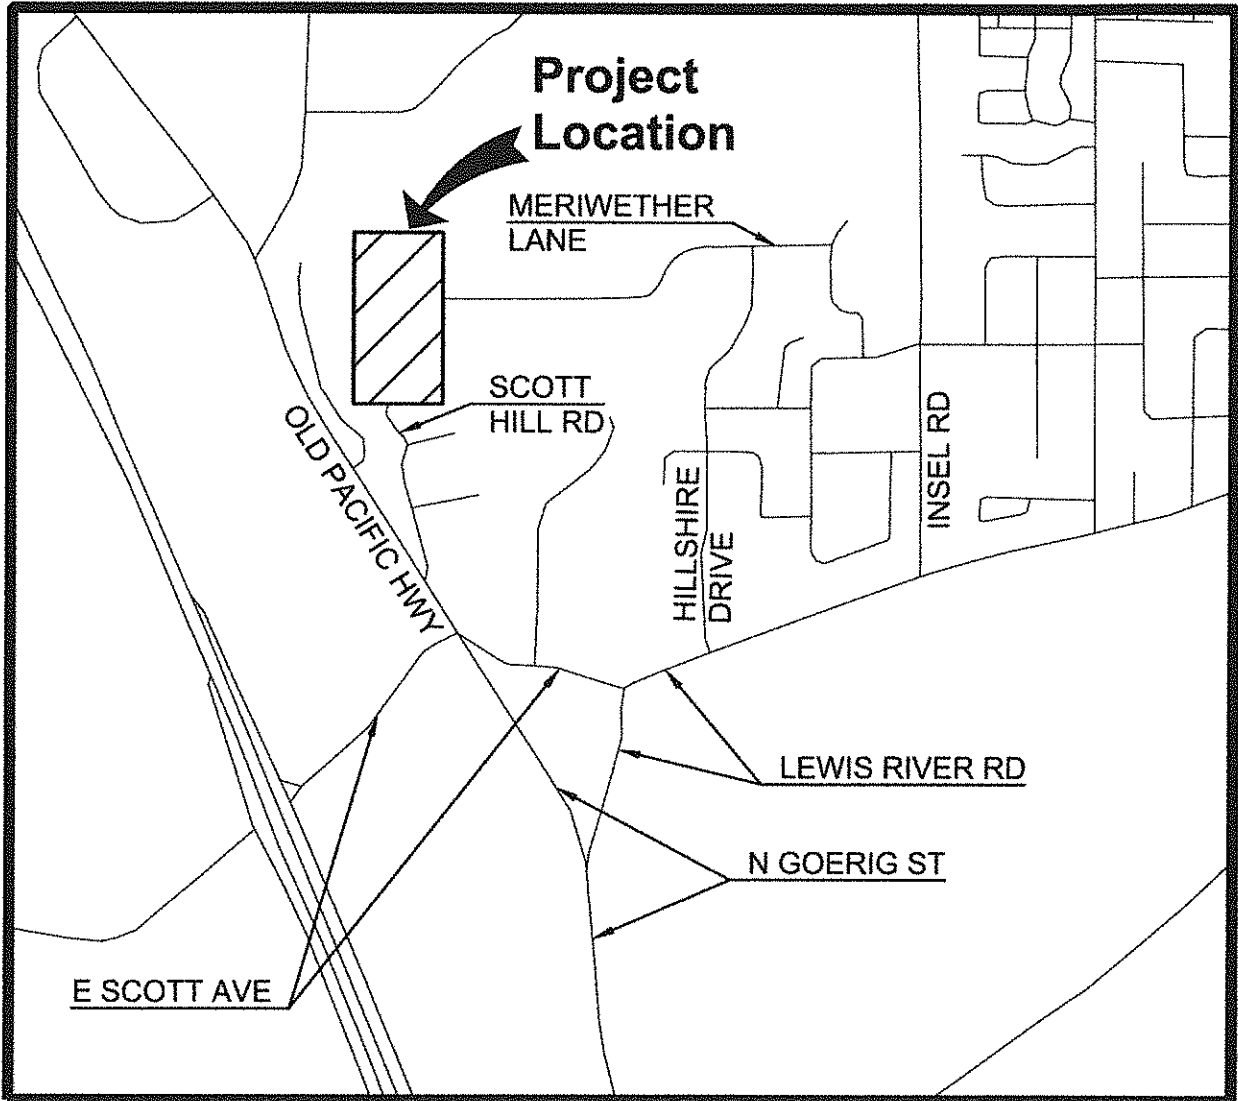 Project
Location
MERIWETHER
LANE
SCOTT
HILL RD
OLD PACIFIC HWY
HILLSHIRE
DRIVE
INSEL RD
LEWIS RIVER RD
N GOERIG ST
E SCOTT AVE